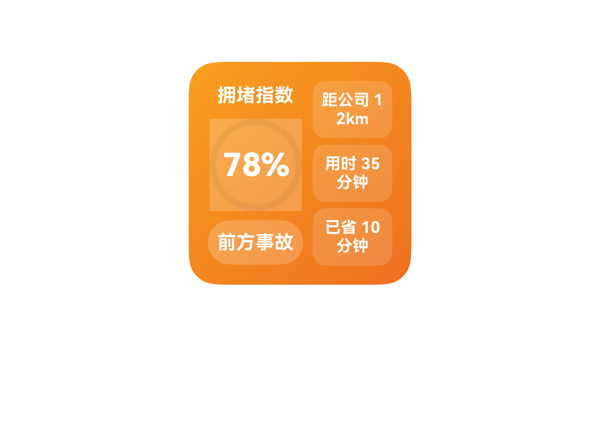 拥堵指数
78%
前方事故
距公司 1
2km
用时 35
分钟
已省 10
分钟